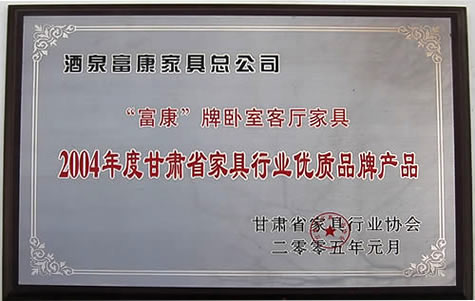 酒泉富康家具总公司
“富康”牌卧室客厅家具
2004年度甘肃省家具行业优质品牌产品
甘肃省家具行业协会
二零零五年元月